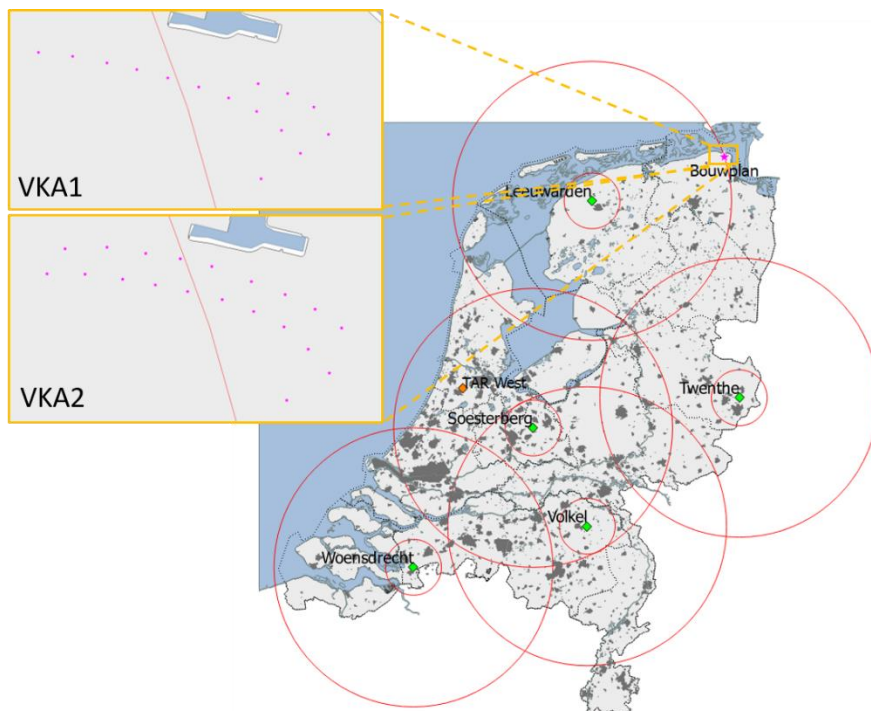 VKA1
VKA2
Leeuwarden
Bouwplan
TAR West
Twenthe
Soesterberg
Volkel
Woensdrecht